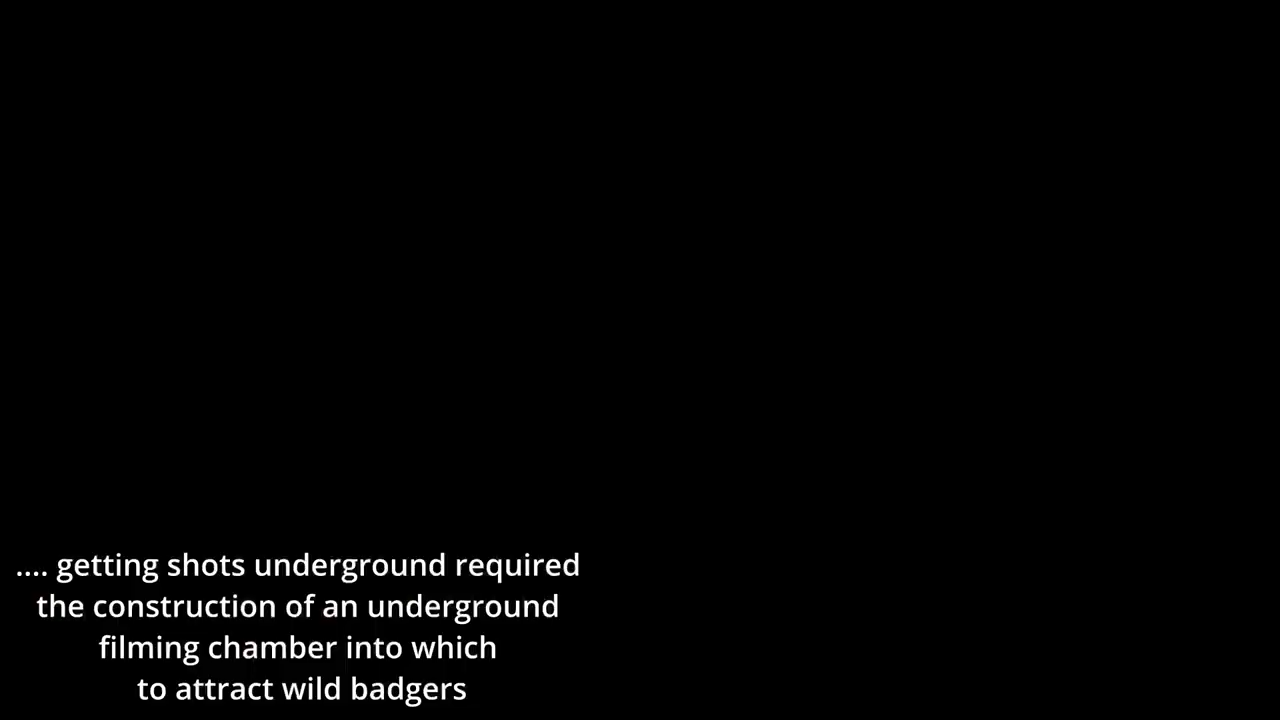 .... getting shots underground required
the construction of an underground
filming chamber into which
to attract wild badgers